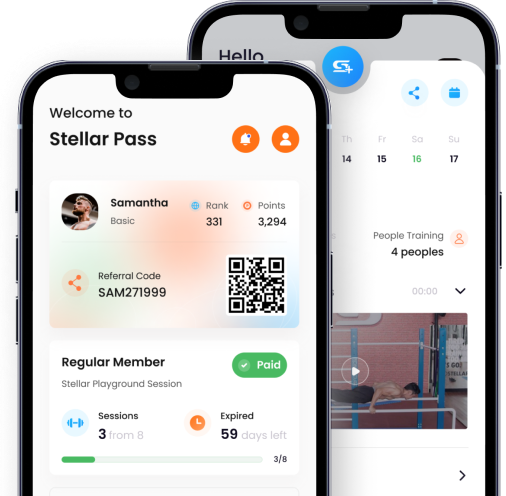 Hello
Welcome to
Stellar Pass
Samantha
Basic
Rank
331
Points
3,294
Referral Code
SAM271999
Regular Member
Paid
Stellar Playground Session
Sessions
3 from 8
Expired
59 days left
3/8
Th Fr Sa Su
14 15 16 17
People Training
4 peoples
00:00